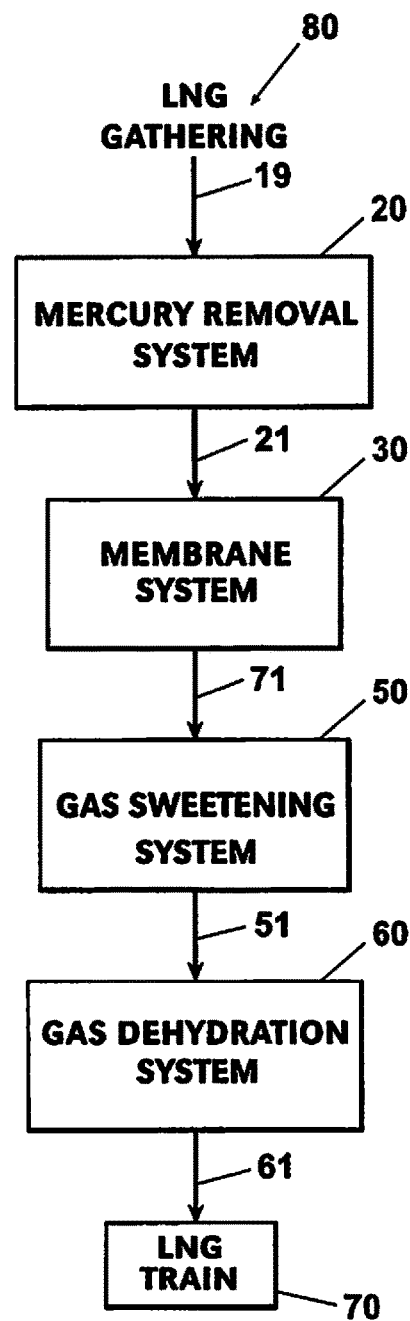 80
LNG
GATHERING
19
20
MERCURY REMOVAL
SYSTEM
21
30
MEMBRANE
SYSTEM
71
50
GAS SWEETENING
SYSTEM
51
60
GAS DEHYDRATION
SYSTEM
61
LNG
TRAIN
70